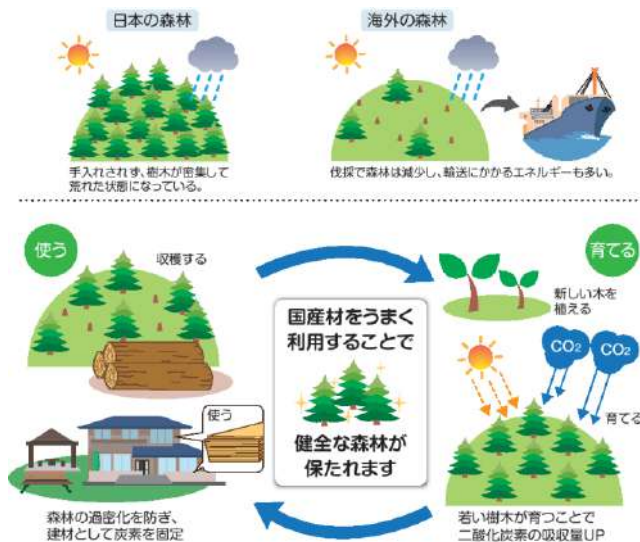 日本の森林
海外の森林
手入れされず、樹木が密集して
荒れた状態になっている。
伐採で森林は減少し、輸送にかかるエネルギーも多い。
使う
収穫する
使う
森林の過密化を防ぎ、
建材として炭素を固定
国産材をうまく
利用することで
健全な森林が
保たれます
育てる
新しい木を
植える
CO2
CO2
育てる
若い樹木が育つことで
二酸化炭素の吸収量UP